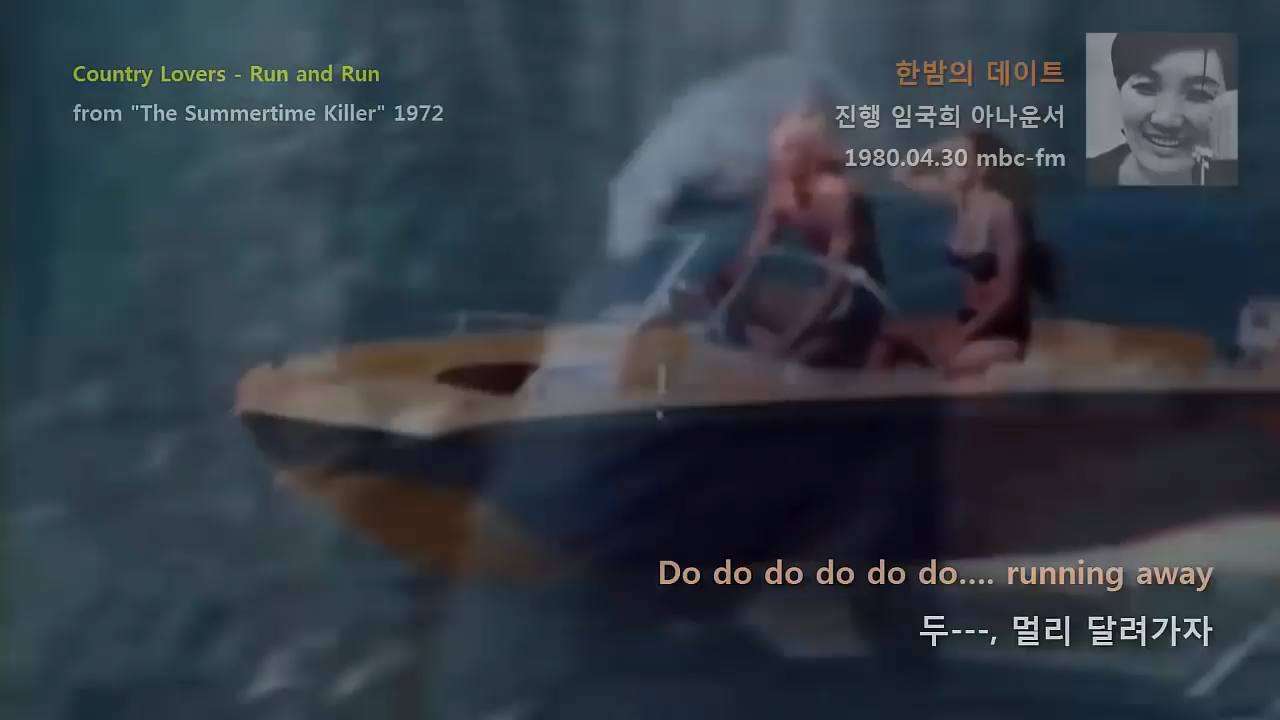 Country Lovers - Run and Run
from "The Summertime Killer" 1972
한밤의 데이트
진행 임국희 아나운서
1980.04.30 mbc-fm
Do do do do do do.... running away
두---, 멀리 달려가자